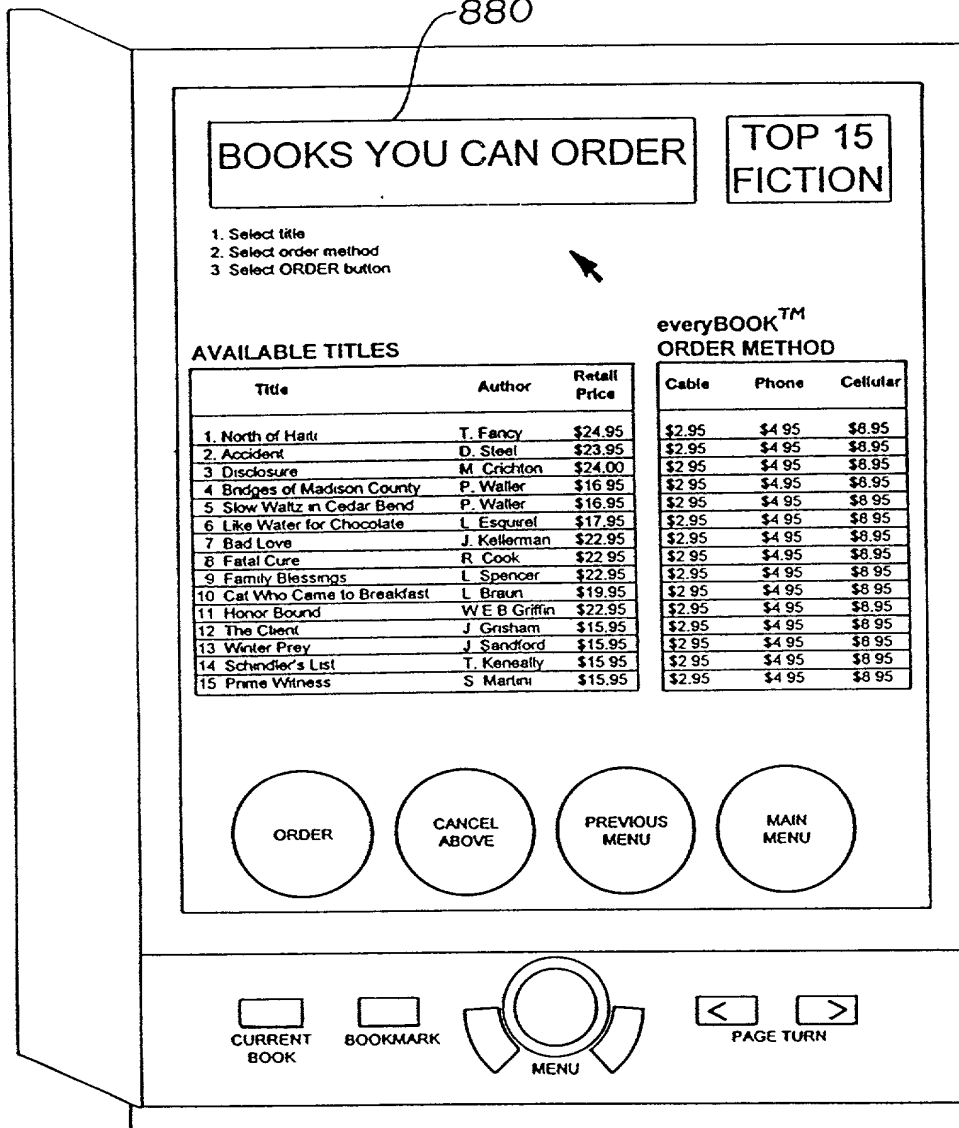 880
BOOKS YOU CAN ORDER
TOP 15
FICTION
1. Select title
2. Select order method
3 Select ORDER button
AVAILABLE TITLES
everyBOOK™
ORDER METHOD
Title Author Retail Price Cable Phone Cellular
1. North of T. Fancy $24.95 $2.95 $4 95 $8.95
2. Accident D. Steel $23.95 $2.95 $4.95 $8.95
3 Disclosure M Crichton $24.00 $2 95 $4 95 $8.95
4 Bridges of Madison County P. Waller $16 95 $2 95 $4.95 $8.95
5 Slow Waltz in Cedar Bend P. Waller $16.95 $2 95 $4 95 $8 95
6 Like Water for Chocolate L Esquirel $17.95 $2.95 $4 95 $8 95
7 Bad Love J. Kellerman $22.95 $2 95 $4 95 $8.95
8 Fatal Cure R Cook $22 95 $2 95 $4.95 $8.95
9 Family Blessings L Spencer $22.95 $2.95 $4 95 $8 95
10 Cat Who Came to Breakfast L Braun $19.95 $2 95 $4 95 $8 95
11 Honor Bound W E B Griffin $22.95 $2.95 $4 95 $8.95
12 The Client J Grisham $15.95 $2.95 $4 95 $8 95
13 Winter Prey J Sandford $15.95 $2 95 $4 95 $8 95
14 Schindler's List T. Keneally $15 95 $2 95 $4 95 $8 95
15 Prime Witness S Martini $15.95 $2.95 $4 95 $8 95
ORDER
CANCEL
ABOVE
PREVIOUS
MENU
MAIN
MENU
CURRENT
BOOK
BOOKMARK
MENU
< >
PAGE TURN